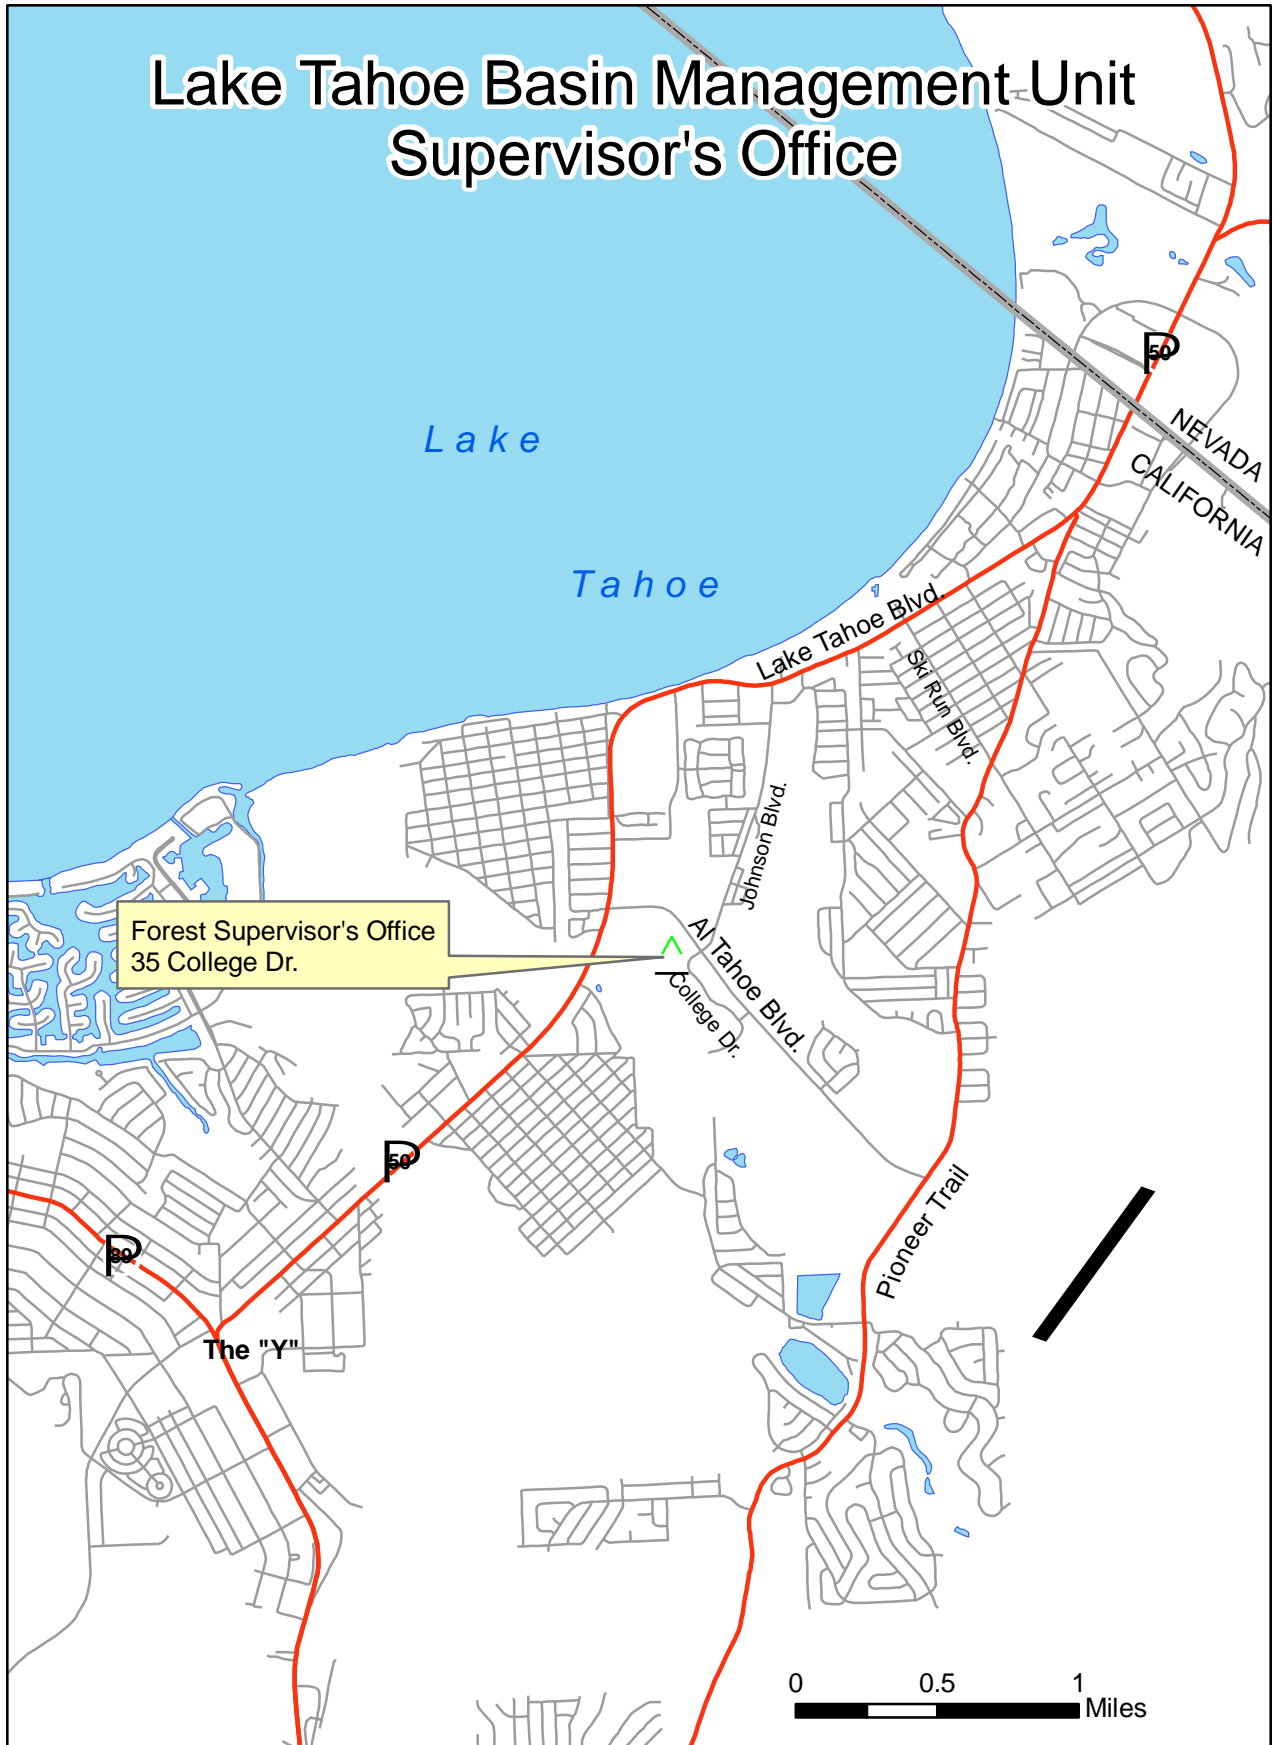 Lake Tahoe Basin Management Unit
Supervisor's Office
P
50
NEVADA
CALIFORNIA
Lake
Tahoe
Lake Tahoe Blvd.
Ski Run Blvd.
Johnson Blvd.
Forest Supervisor's Office
35 College Dr.
Al Tahoe Blvd.
College Dr.
P
50
Pioneer Trail
P
89
The "Y"
0 0.5 1
Miles